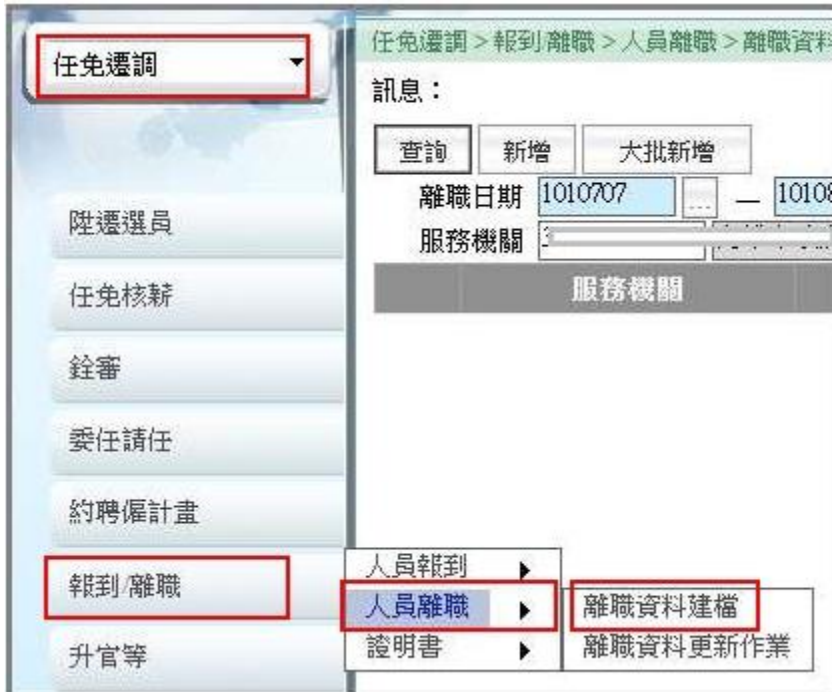 任免遷調
任免遷調 > 報到/離職 > 人員離職 > 離職資料
訊息：
查詢 新增 大批新增
離職日期 1010707 ... — 10108
服務機關
服務機關
陞遷選員
任免核薪
銓審
委任請任
約聘僱計畫
報到/離職
升官等
人員報到
人員離職
證明書
離職資料建檔
離職資料更新作業